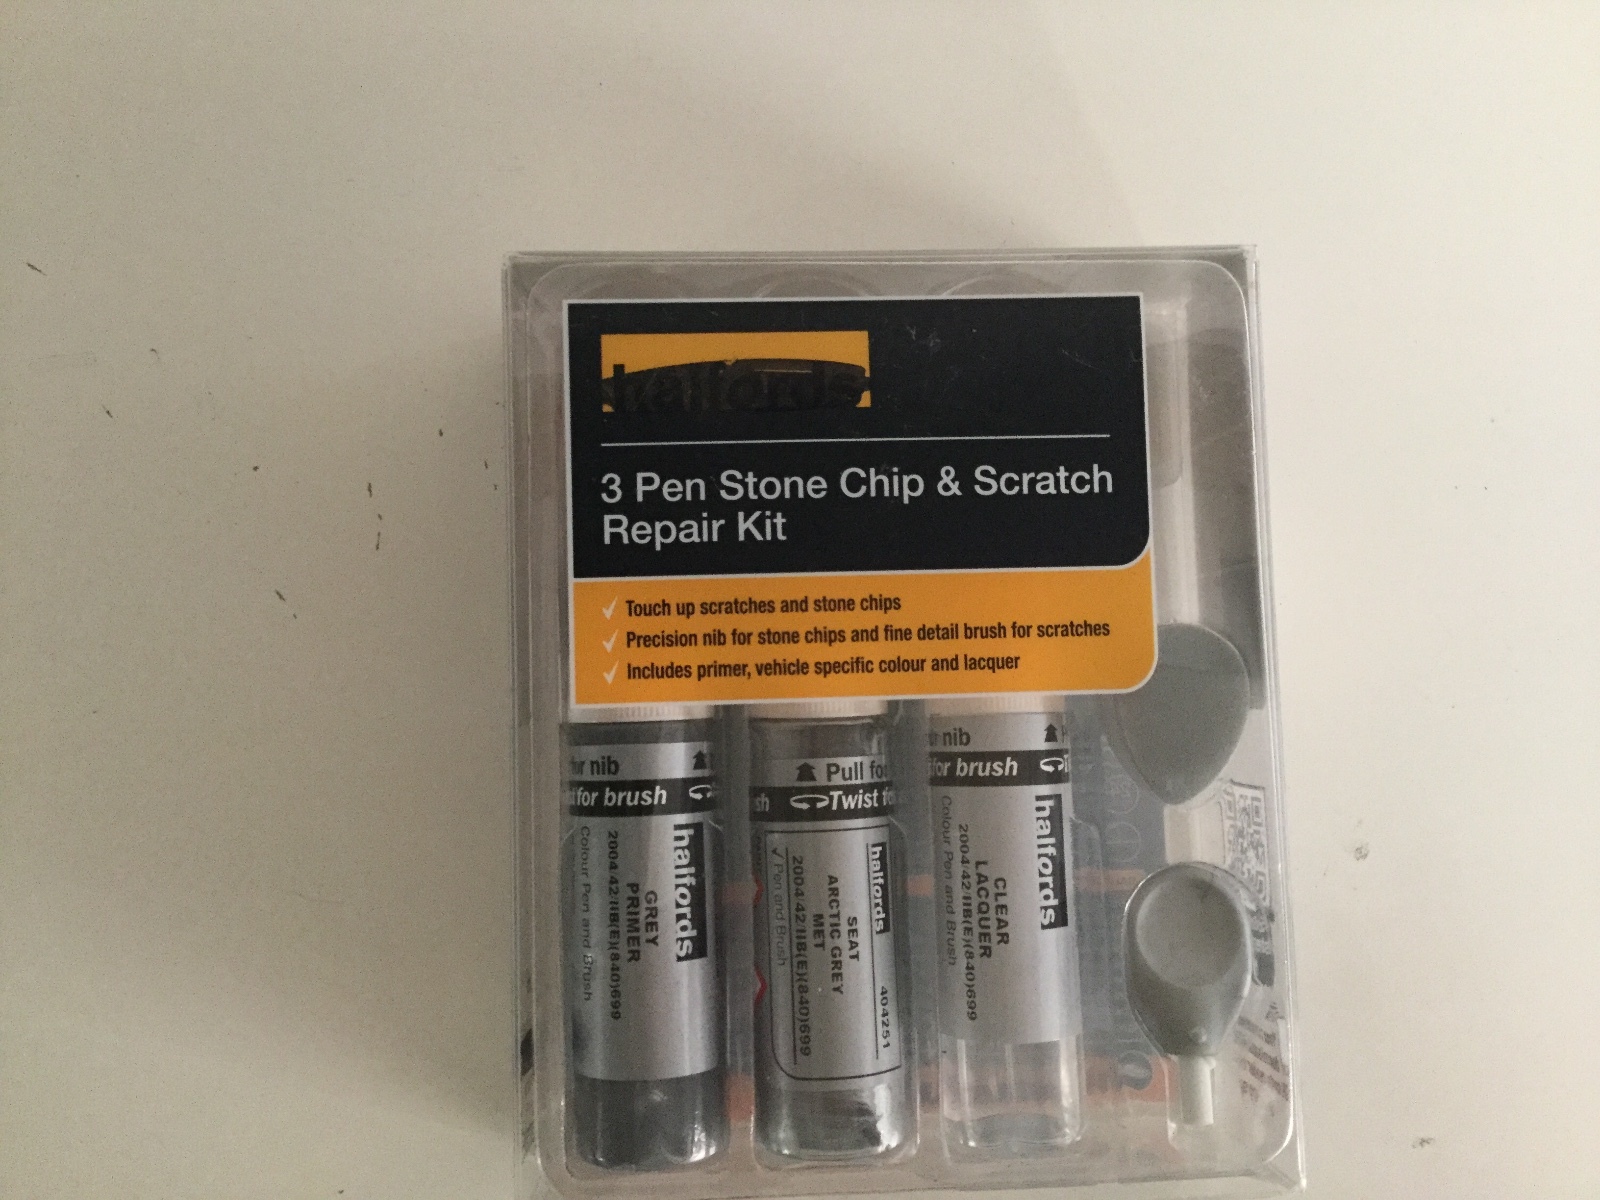 halfords
3 Pen Stone Chip & Scratch
Repair Kit
Touch up scratches and stone chips
Precision nib for stone chips and fine detail brush for scratches
Includes primer, vehicle specific colour and lacquer
nib
for brush
halfords
GREY
PRIMER
2004/42/IIB(E)(840)699
Colour Pen and Brush
Pull
Twist
halfords 404251
SEAT
ARCTIC GREY
MET
2004/42/IIB(E)(840)699
Pen and Brush
nib
for brush
halfords
CLEAR
LACQUER
2004/42/IIB(E)(840)699
Colour Pen and Brush